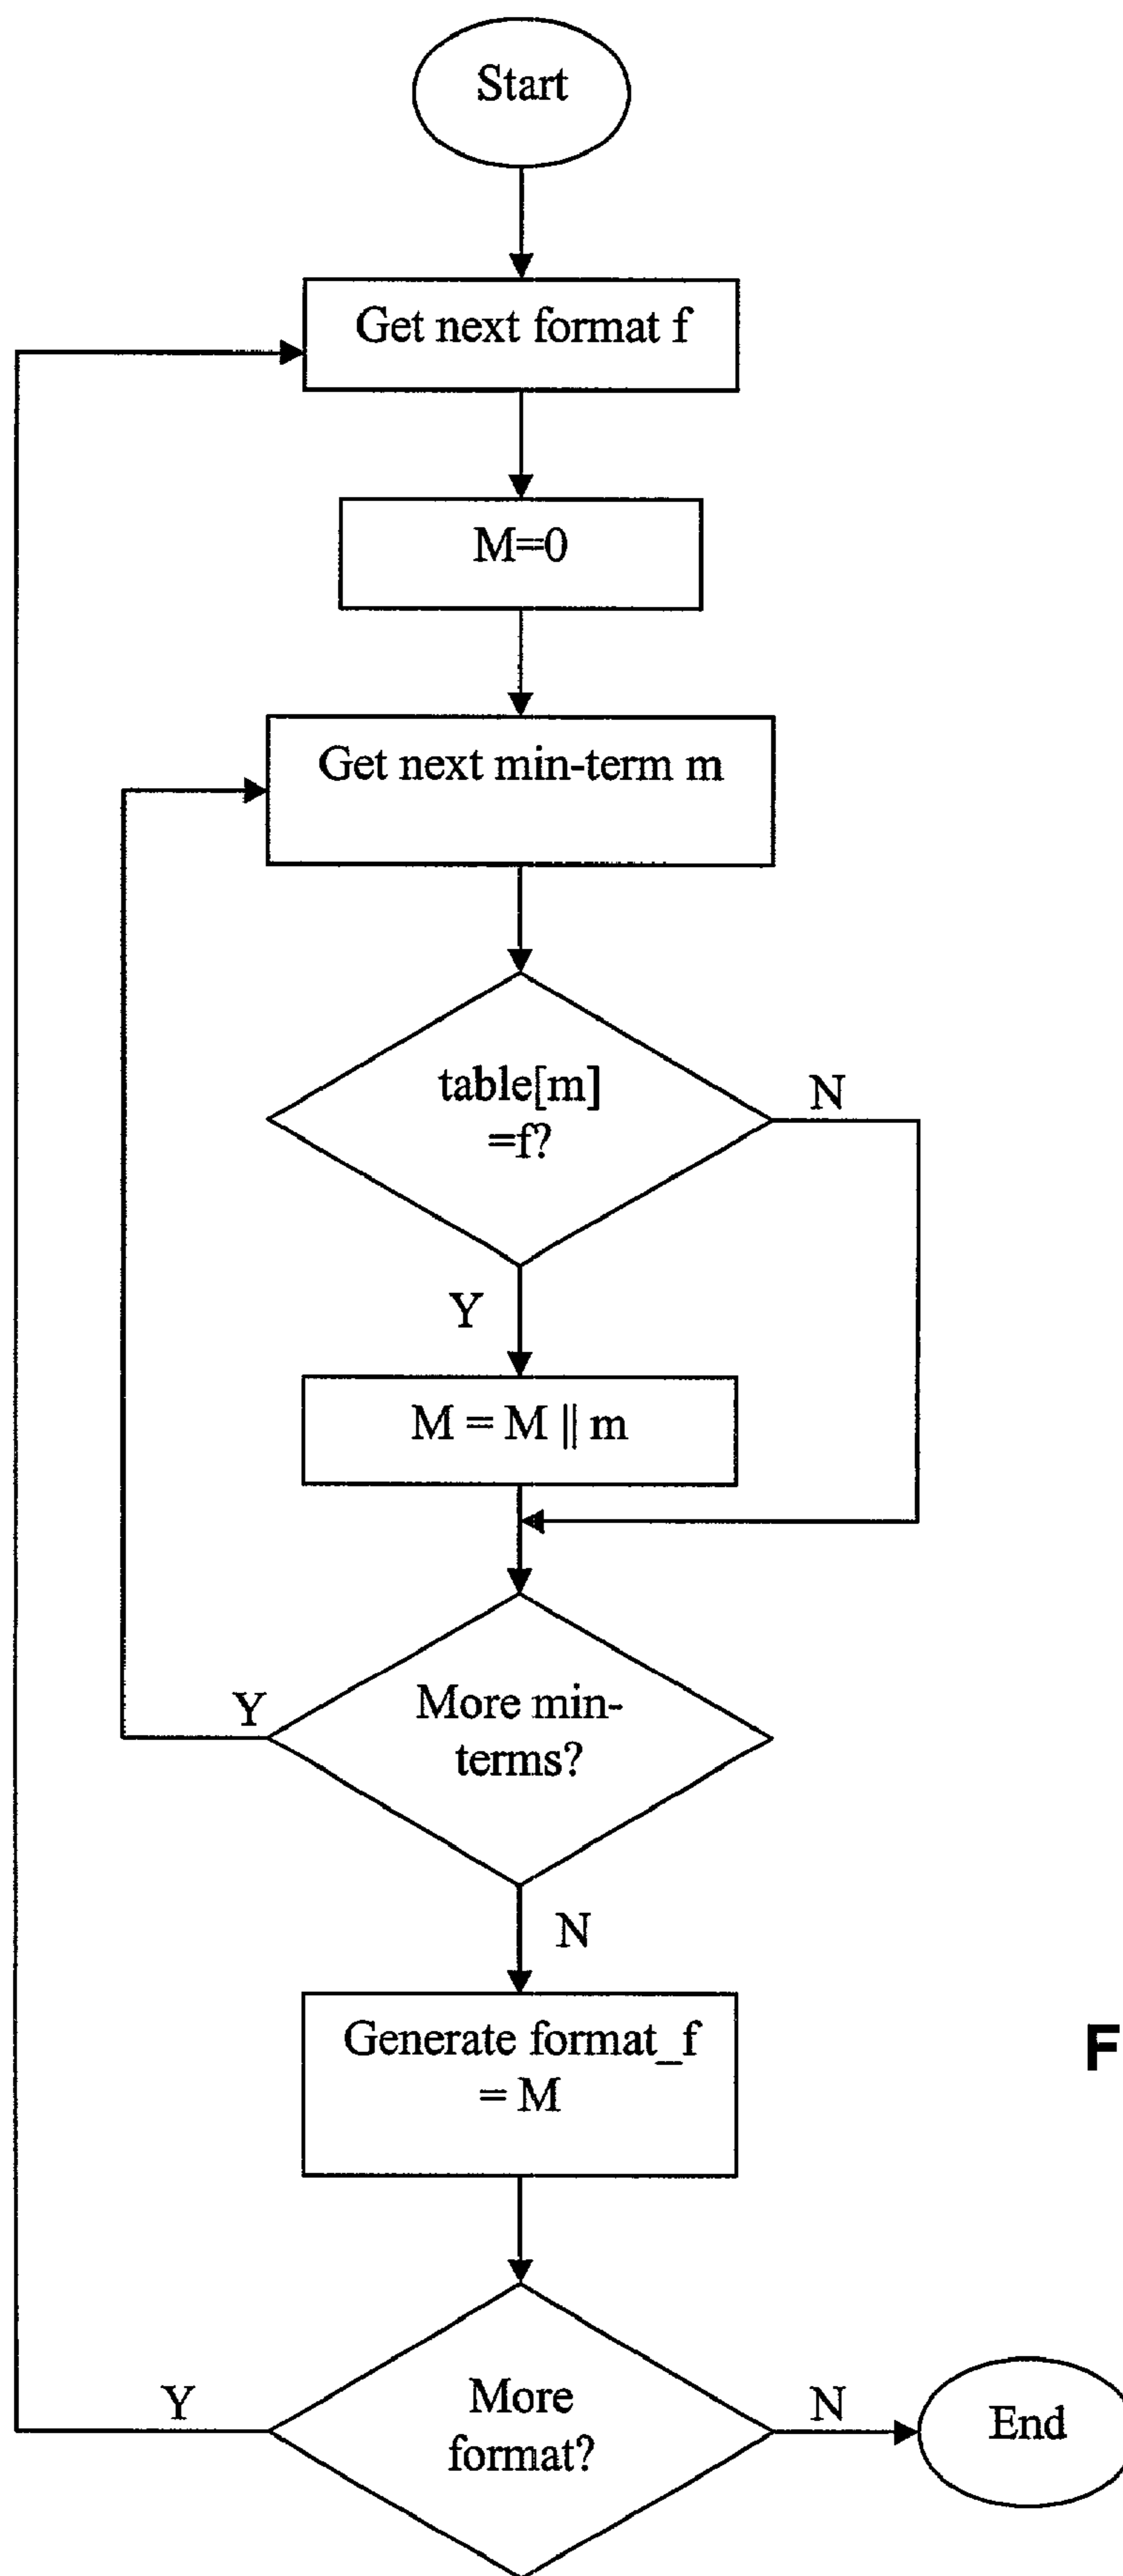 Start
Get next format f
M=0
Get next min-term m
table[m]
=f?
N
Y
M = M || m
More min-
terms?
Y
N
Generate format_f
= M
F
More
format?
Y
N
End